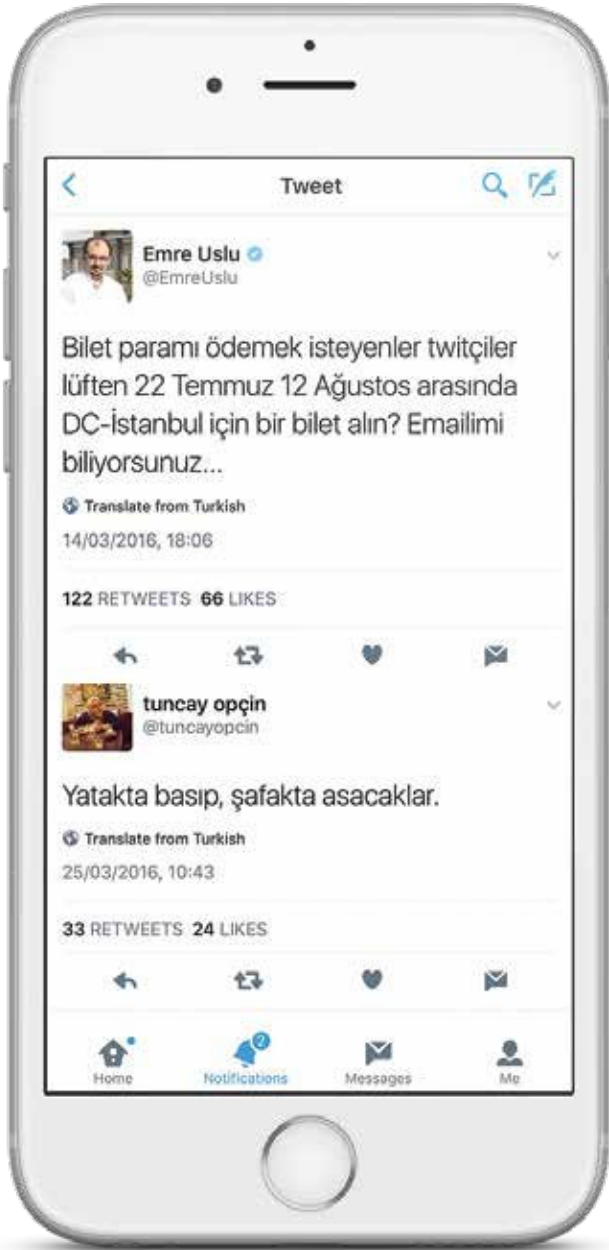 Tweet
Emre Uslu
@EmreUslu
Bilet paramı ödemek isteyenler twitçiler
lüften 22 Temmuz 12 Ağustos arasında
DC-İstanbul için bir bilet alın? Emailimi
biliyorsunuz...
Translate from Turkish
14/03/2016, 18:06
122 RETWEETS 66 LIKES
tuncay opçin
@tuncayopcin
Yatakta basıp, şafakta asacaklar.
Translate from Turkish
25/03/2016, 10:43
33 RETWEETS 24 LIKES
2
Home Notifications Messages Me